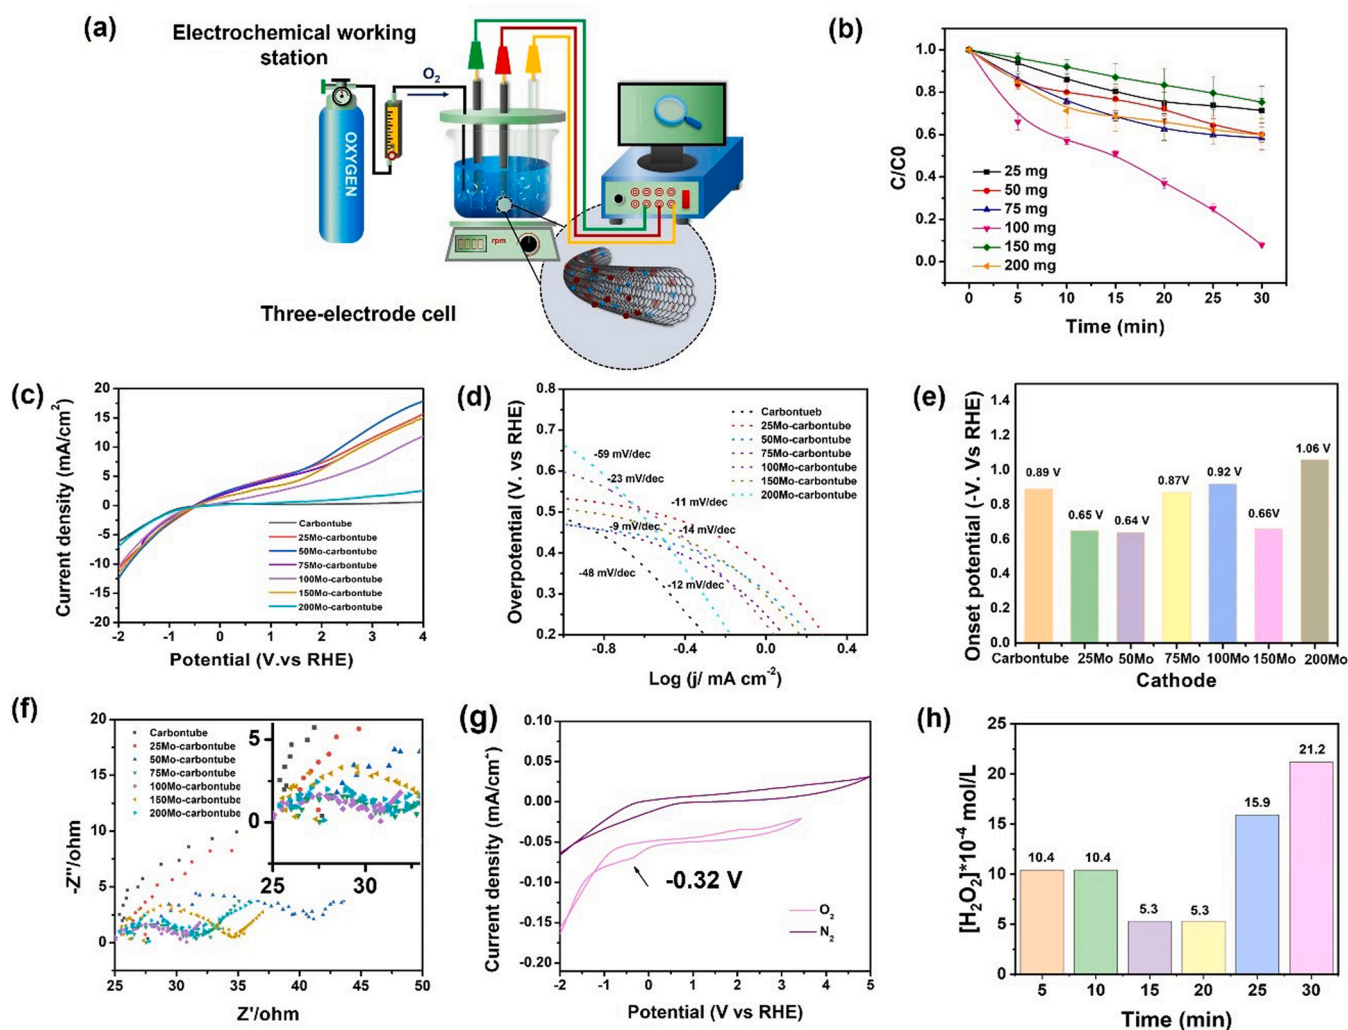 (a)
Electrochemical working
station
O2
OXYGEN
rpm
Three-electrode cell
(b)
C/C0
1.0
0.8
0.6
0.4
0.2
0.0
25 mg
50 mg
75 mg
100 mg
150 mg
200 mg
0 5 10 15 20 25 30
Time (min)
(c)
Current density (mA/cm2)
20
15
10
5
0
-5
-10
-15
-20
Carbontube
25Mo-carbontube
50Mo-carbontube
75Mo-carbontube
100Mo-carbontube
150Mo-carbontube
200Mo-carbontube
-2 -1 0 1 2 3 4
Potential (V.vs RHE)
(d)
Overpotential (V. vs RHE)
0.8
0.7
0.6
0.5
0.4
0.3
0.2
Carbontueb
25Mo-carbontube
50Mo-carbontube
75Mo-carbontube
100Mo-carbontube
150Mo-carbontube
200Mo-carbontube
-59 mV/dec
-23 mV/dec
-11 mV/dec
-9 mV/dec
-14 mV/dec
-48 mV/dec
-12 mV/dec
-0.8 -0.4 0.0 0.4
Log (j/ mA cm-2)
(e)
Onset potential (-V. Vs RHE)
1.4
1.2
1.0
0.8
0.6
0.4
0.2
0.0
0.89 V
0.65 V
0.64 V
0.87V
0.92 V
0.66V
1.06 V
Carbontube 25Mo 50Mo 75Mo 100Mo 150Mo 200Mo
Cathode
(f)
-Z''/ohm
20
15
10
5
0
Carbontube
25Mo-carbontube
50Mo-carbontube
75Mo-carbontube
100Mo-carbontube
150Mo-carbontube
200Mo-carbontube
5
0
25 30
25 30 35 40 45 50
Z'/ohm
(g)
Current density (mA/cm-2)
0.10
0.05
0.00
-0.05
-0.10
-0.15
-0.20
-0.32 V
O2
N2
-2 -1 0 1 2 3 4 5
Potential (V vs RHE)
(h)
[H2O2]*10-4 mol/L
25
20
15
10
5
0
10.4
10.4
5.3
5.3
15.9
21.2
5 10 15 20 25 30
Time (min)